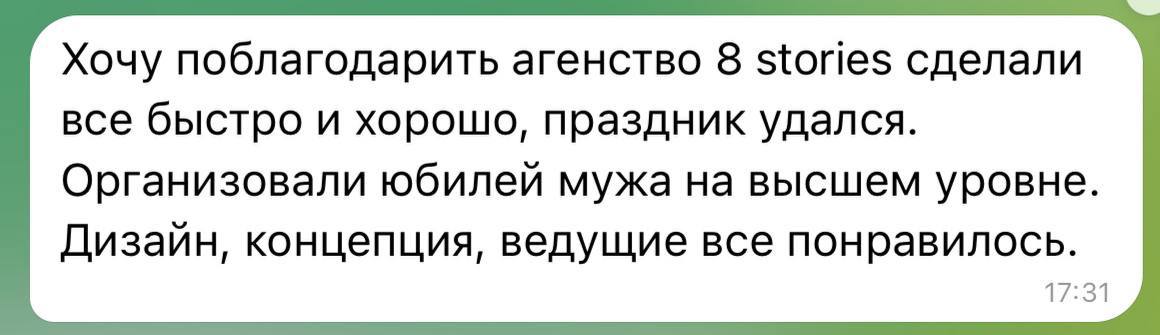 Хочу поблагодарить агенство 8 stories сделали
все быстро и хорошо, праздник удался.
Организовали юбилей мужа на высшем уровне.
Дизайн, концепция, ведущие все понравилось.
17:31